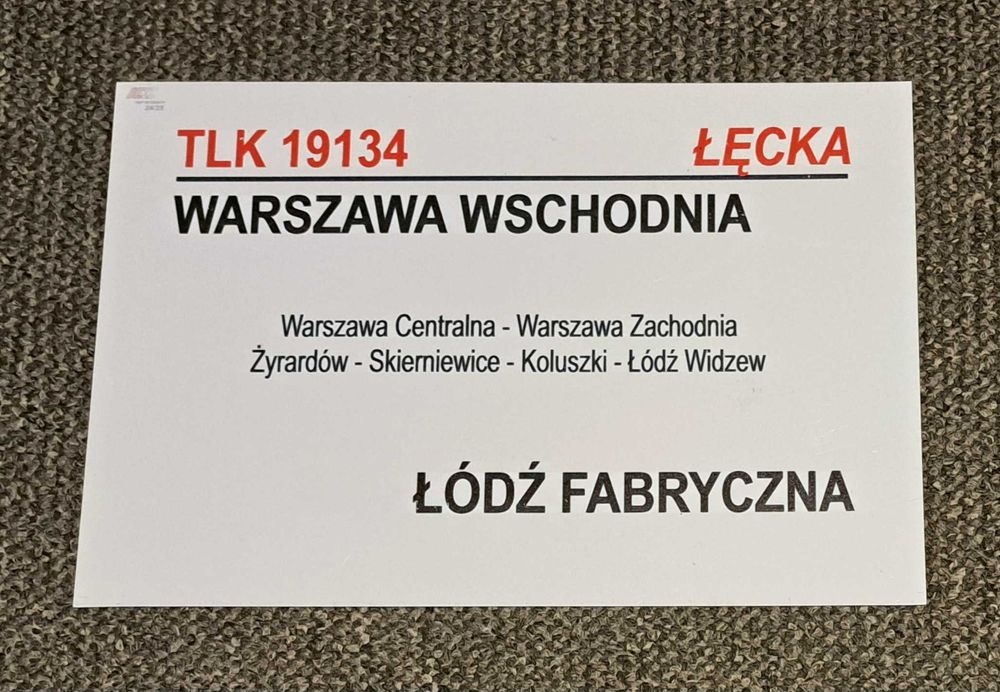 TLK 19134 ŁĘCKA
WARSZAWA WSCHODNIA
Warszawa Centralna - Warszawa Zachodnia
Żyrardów - Skierniewice - Koluszki - Łódź Widzew
ŁÓDŹ FABRYCZNA